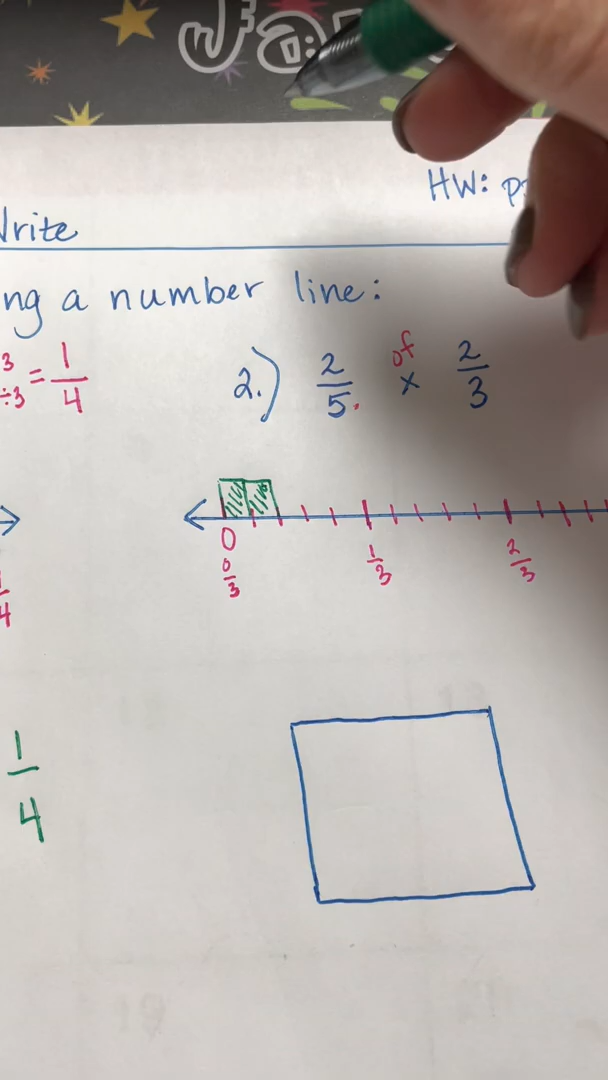 HW:
Write
ng a number line:
3
÷3 = 1/4
2.) 2/5. of × 2/3
0
0/3 1/3 2/3
4
1/4